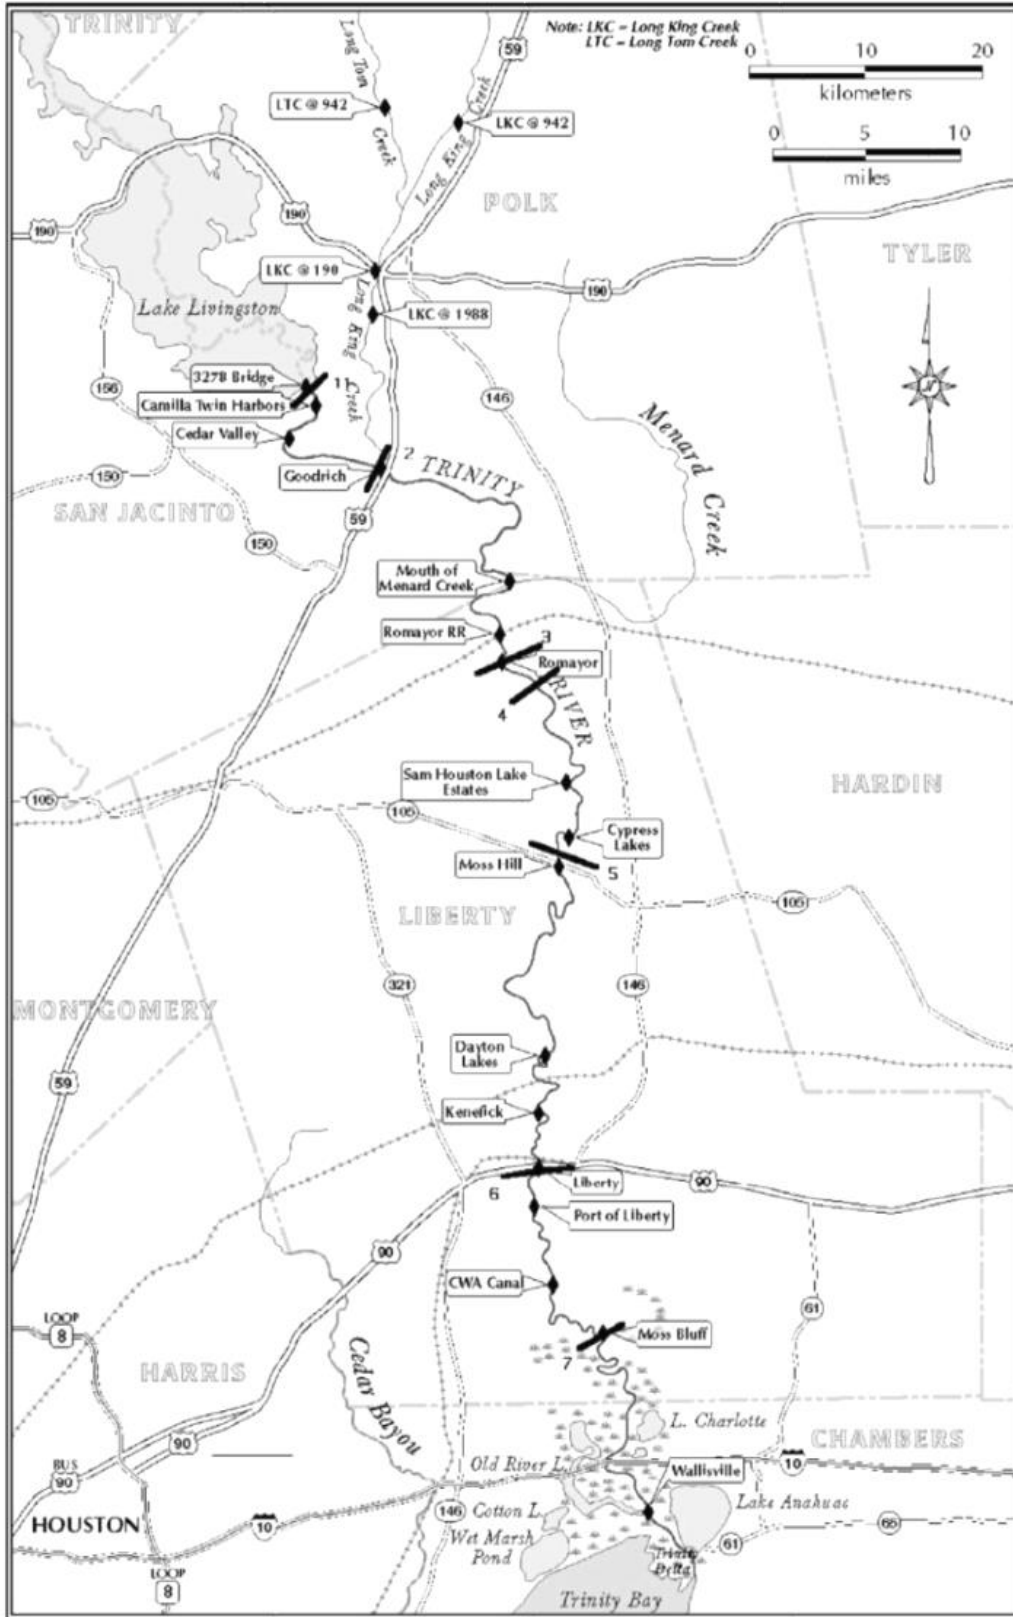 TRINITY
Note: LKC = Long King Creek
LTC = Long Tom Creek
59
0 10 20
kilometers
0 5 10
miles
Long Tom
Creek
LTC @ 942
Long King
Creek
LKC @ 942
POLK
TYLER
190
190
190
LKC @ 190
LKC @ 1988
Long King
Creek
Lake Livingston
N
3278 Bridge
1
Camilla Twin Harbors
156
146
Cedar Valley
Menard Creek
2
Goodrich
TRINITY
150
SAN JACINTO
59
150
Mouth of
Menard Creek
Romayor RR
3
Romayor
RIVER
4
Sam Houston Lake
Estates
HARDIN
105
105
Cypress
Lakes
Moss Hill
5
105
LIBERTY
321
146
MONTGOMERY
Dayton
Lakes
59
Kenefick
6
Liberty
90
Port of Liberty
90
CWA Canal
61
LOOP
8
Moss Bluff
7
HARRIS
Cedar Bayou
L. Charlotte
CHAMBERS
90
BUS
90
Old River L.
10
Wallisville
Lake Anahuac
HOUSTON
10
146
Cotton L.
Wet Marsh
Pond
61
65
Trinity
Delta
LOOP
8
Trinity Bay